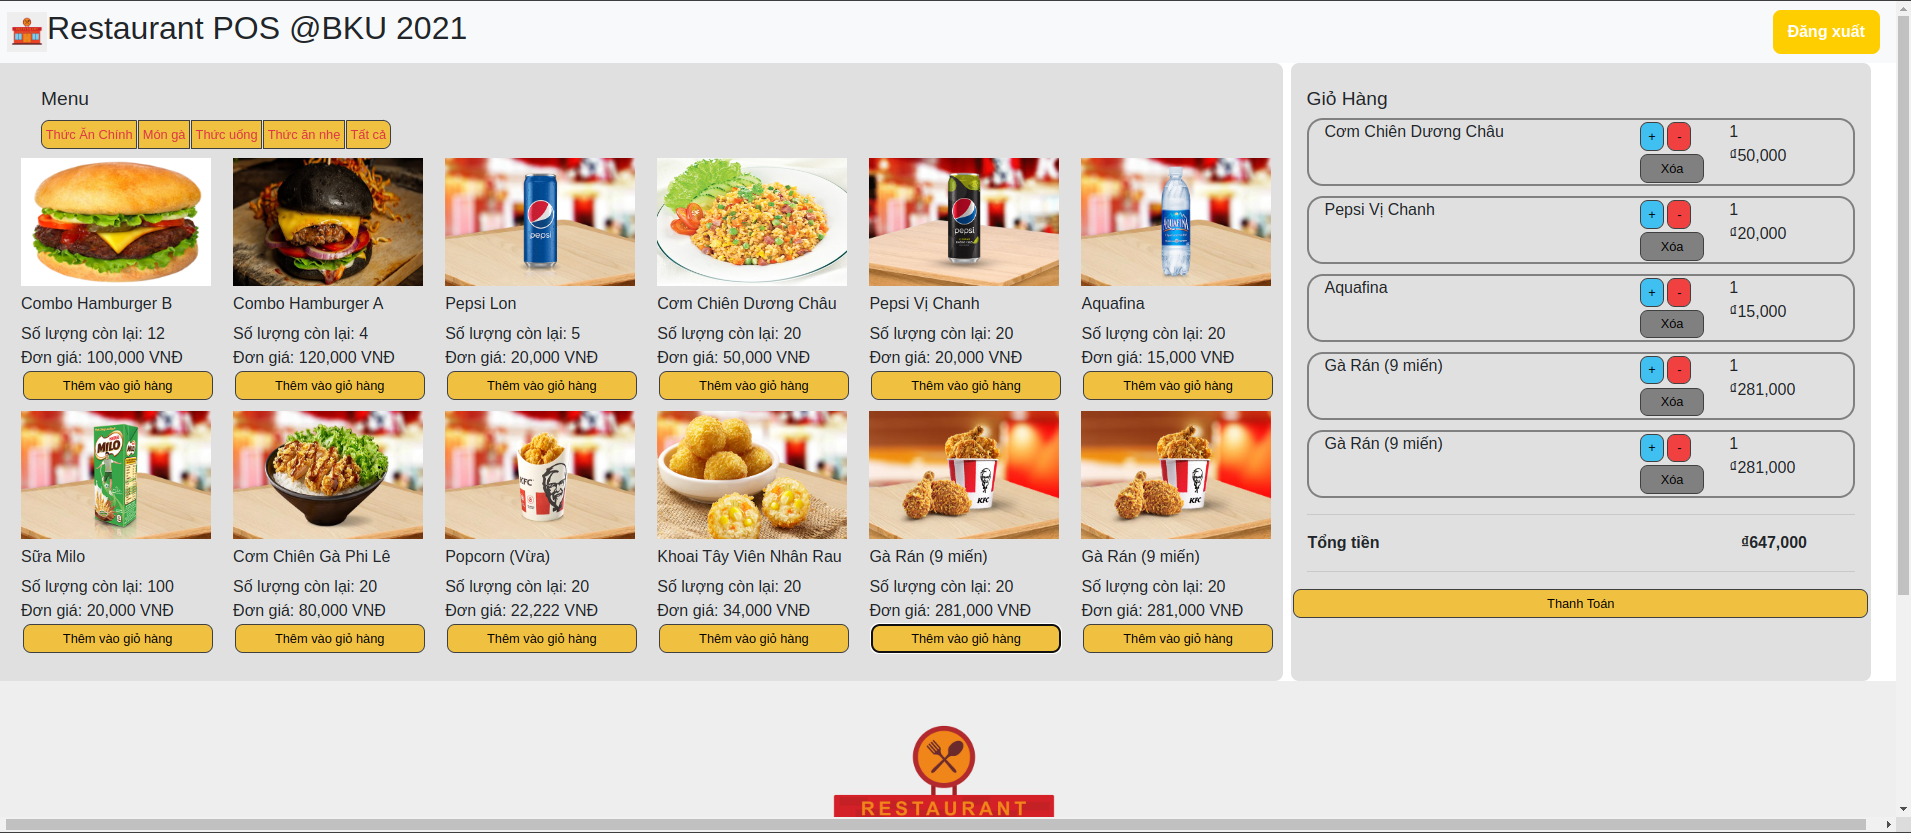 Restaurant POS @BKU 2021
Đăng xuất
Menu
Thức Ăn Chính
Món gà
Thức uống
Thức ăn nhẹ
Tất cả
Combo Hamburger B
Số lượng còn lại: 12
Đơn giá: 100,000 VNĐ
Thêm vào giỏ hàng
Combo Hamburger A
Số lượng còn lại: 4
Đơn giá: 120,000 VNĐ
Thêm vào giỏ hàng
pepsi
Pepsi Lon
Số lượng còn lại: 5
Đơn giá: 20,000 VNĐ
Thêm vào giỏ hàng
Cơm Chiên Dương Châu
Số lượng còn lại: 20
Đơn giá: 50,000 VNĐ
Thêm vào giỏ hàng
pepsi
Pepsi Vị Chanh
Số lượng còn lại: 20
Đơn giá: 20,000 VNĐ
Thêm vào giỏ hàng
AQUAFINA
Aquafina
Số lượng còn lại: 20
Đơn giá: 15,000 VNĐ
Thêm vào giỏ hàng
MILO
Sữa Milo
Số lượng còn lại: 100
Đơn giá: 20,000 VNĐ
Thêm vào giỏ hàng
Cơm Chiên Gà Phi Lê
Số lượng còn lại: 20
Đơn giá: 80,000 VNĐ
Thêm vào giỏ hàng
KFC
Popcorn (Vừa)
Số lượng còn lại: 20
Đơn giá: 22,222 VNĐ
Thêm vào giỏ hàng
Khoai Tây Viên Nhân Rau
Số lượng còn lại: 20
Đơn giá: 34,000 VNĐ
Thêm vào giỏ hàng
KFC
Gà Rán (9 miến)
Số lượng còn lại: 20
Đơn giá: 281,000 VNĐ
Thêm vào giỏ hàng
KFC
Gà Rán (9 miến)
Số lượng còn lại: 20
Đơn giá: 281,000 VNĐ
Thêm vào giỏ hàng
Giỏ Hàng
Cơm Chiên Dương Châu + - 1
Xóa ₫50,000
Pepsi Vị Chanh + - 1
Xóa ₫20,000
Aquafina + - 1
Xóa ₫15,000
Gà Rán (9 miến) + - 1
Xóa ₫281,000
Gà Rán (9 miến) + - 1
Xóa ₫281,000
Tổng tiền ₫647,000
Thanh Toán
RESTAURANT